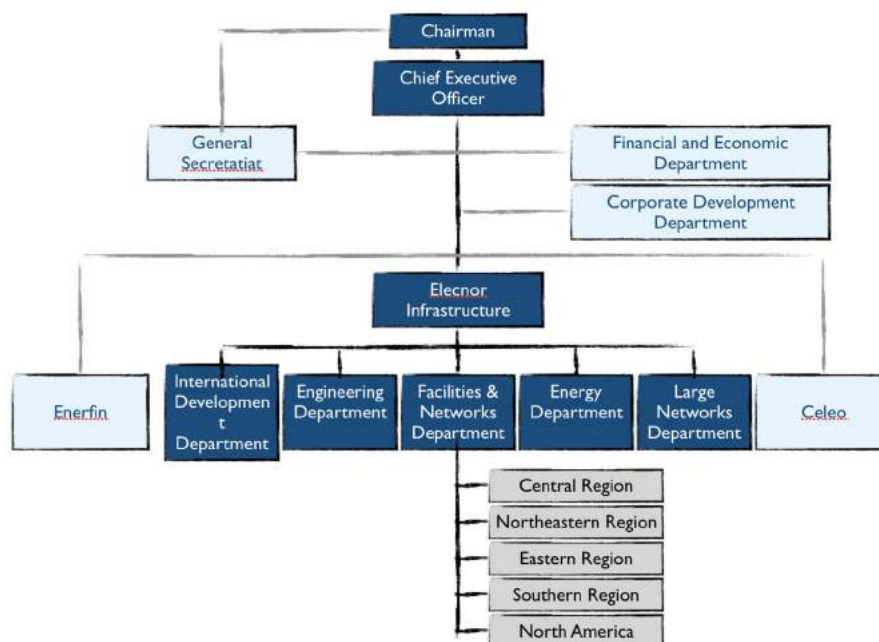 Chairman
Chief Executive
Officer
General
Secretatiat
Financial and Economic
Department
Corporate Development
Department
Elecnor
Infrastructure
Enerfin
International
Developmen
t
Department
Engineering
Department
Facilities &
Networks
Department
Energy
Department
Large
Networks
Department
Celeo
Central Region
Northeastern Region
Eastern Region
Southern Region
North America